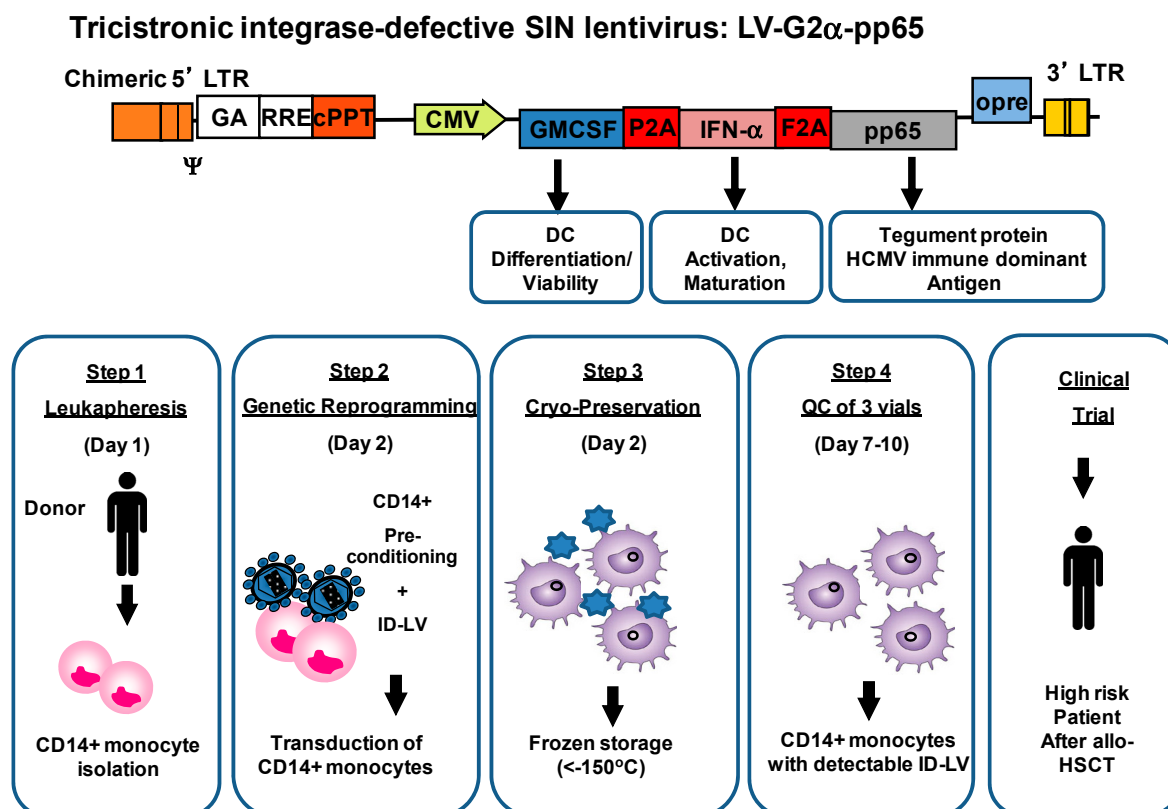 Tricistronic integrase-defective SIN lentivirus: LV-G2α-pp65
Chimeric 5’ LTR
3’ LTR
GA
RRE
cPPT
CMV
GMCSF
P2A
IFN-α
F2A
pp65
opre
Ψ
DC
Differentiation/
Viability
DC
Activation,
Maturation
Tegument protein
HCMV immune dominant
Antigen
Step 1
Leukapheresis
(Day 1)
Donor
CD14+ monocyte
isolation
Step 2
Genetic Reprogramming
(Day 2)
CD14+
Pre-
conditioning
+
ID-LV
Transduction of
CD14+ monocytes
Step 3
Cryo-Preservation
(Day 2)
Frozen storage
(<-150ºC)
Step 4
QC of 3 vials
(Day 7-10)
CD14+ monocytes
with detectable ID-LV
Clinical
Trial
High risk
Patient
After allo-
HSCT